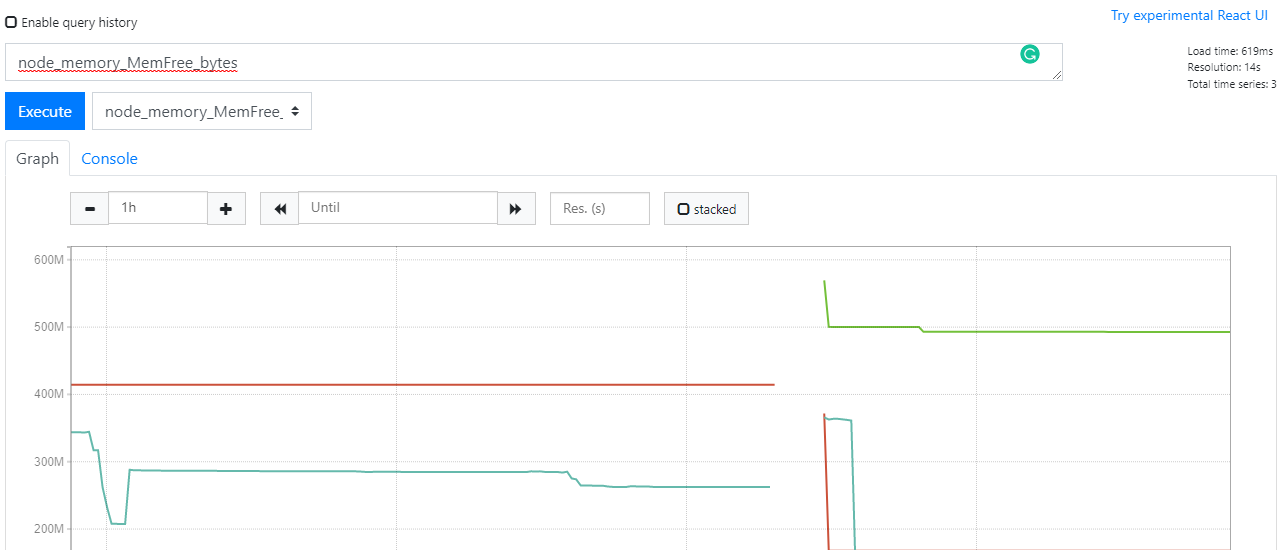 Try experimental React UI
Enable query history
node_memory_MemFree_bytes
Load time: 619ms
Resolution: 14s
Total time series: 3
Execute
node_memory_MemFree_
Graph
Console
1h
Until
Res. (s)
stacked
600M
500M
400M
300M
200M